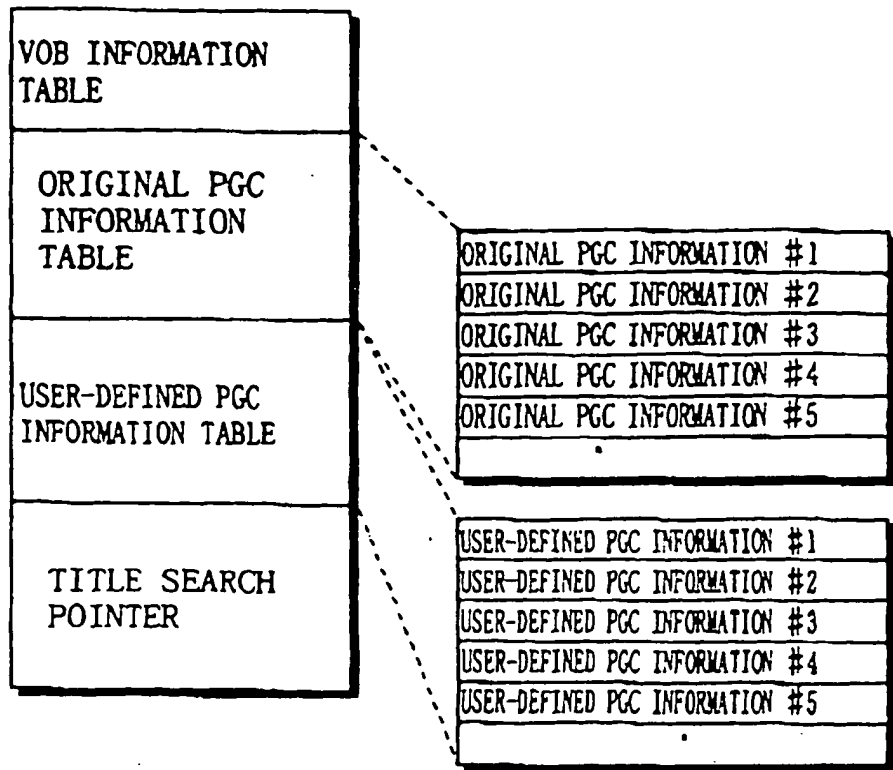 VOB INFORMATION
TABLE
ORIGINAL PGC
INFORMATION
TABLE
USER-DEFINED PGC
INFORMATION TABLE
TITLE SEARCH
POINTER
ORIGINAL PGC INFORMATION #1
ORIGINAL PGC INFORMATION #2
ORIGINAL PGC INFORMATION #3
ORIGINAL PGC INFORMATION #4
ORIGINAL PGC INFORMATION #5
USER-DEFINED PGC INFORMATION #1
USER-DEFINED PGC INFORMATION #2
USER-DEFINED PGC INFORMATION #3
USER-DEFINED PGC INFORMATION #4
USER-DEFINED PGC INFORMATION #5